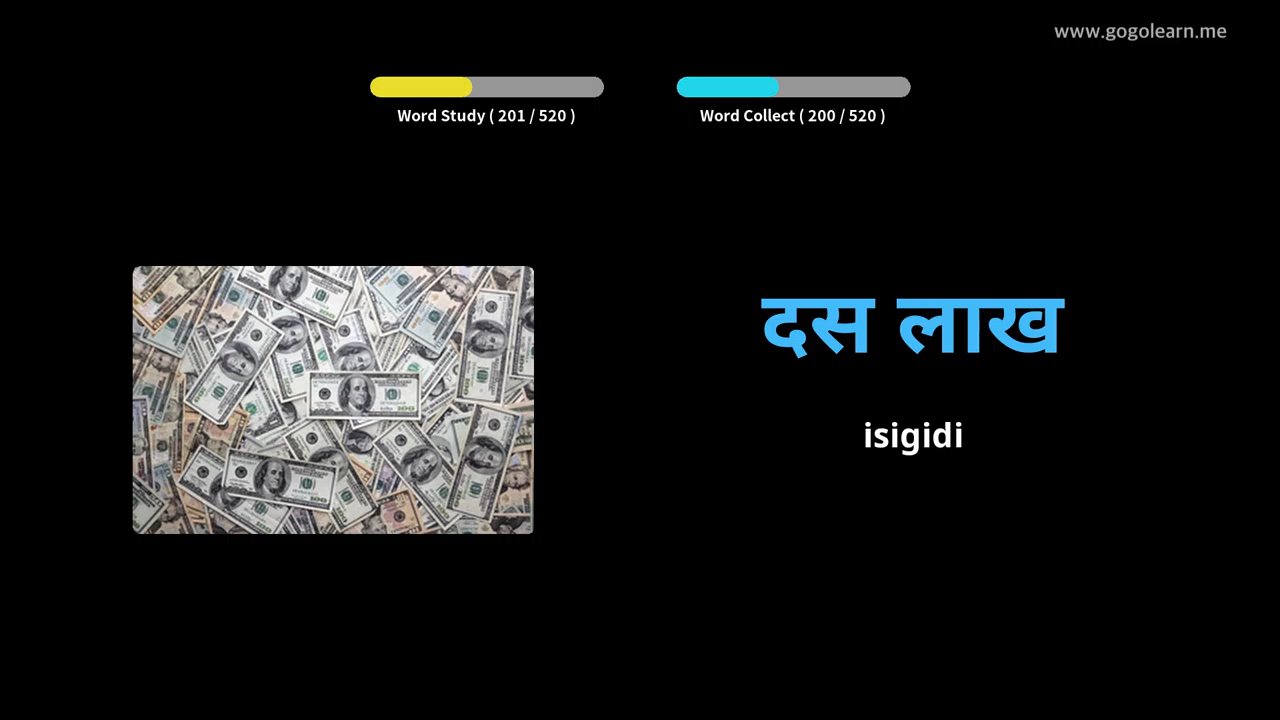 www.gogolearn.me
Word Study ( 201 / 520 )
Word Collect ( 200 / 520 )
दस लाख
isigidi